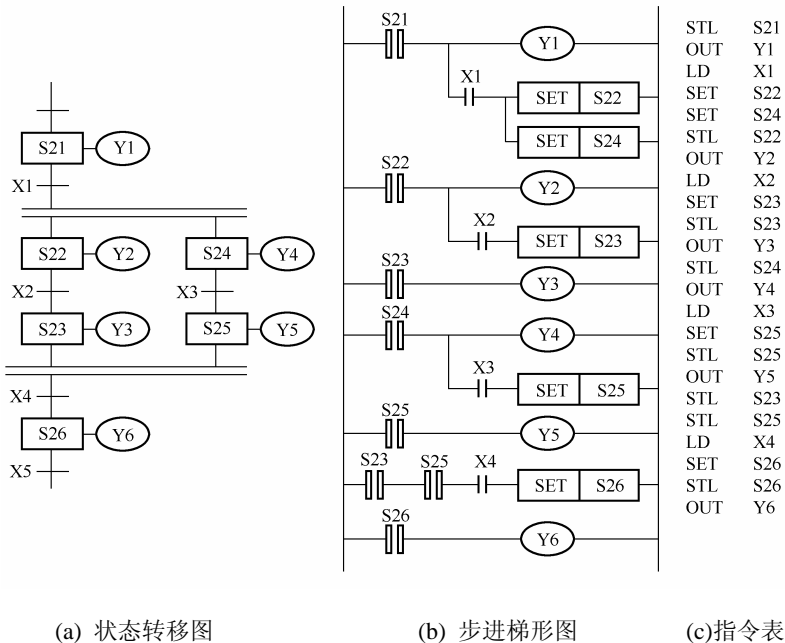 S21 Y1
X1
S22 Y2 S24 Y4
X2 X3
S23 Y3 S25 Y5
X4
S26 Y6
X5
(a) 状态转移图
S21
Y1
X1
SET S22
SET S24
S22
Y2
X2
SET S23
S23
Y3
S24
Y4
X3
SET S25
S25
Y5
S23 S25 X4
SET S26
S26
Y6
(b) 步进梯形图
STL S21
OUT Y1
LD X1
SET S22
SET S24
STL S22
OUT Y2
LD X2
SET S23
STL S23
OUT Y3
STL S24
OUT Y4
LD X3
SET S25
STL S25
OUT Y5
STL S23
STL S25
LD X4
SET S26
STL S26
OUT Y6
(c)指令表